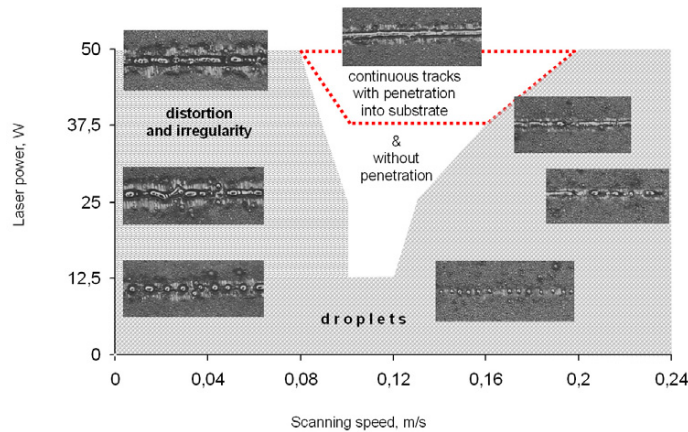 50
37,5
25
12,5
0
Laser power, W
distortion
and irregularity
continuous tracks
with penetration
into substrate
&
without
penetration
droplets
0
0,04
0,08
0,12
0,16
0,2
0,24
Scanning speed, m/s